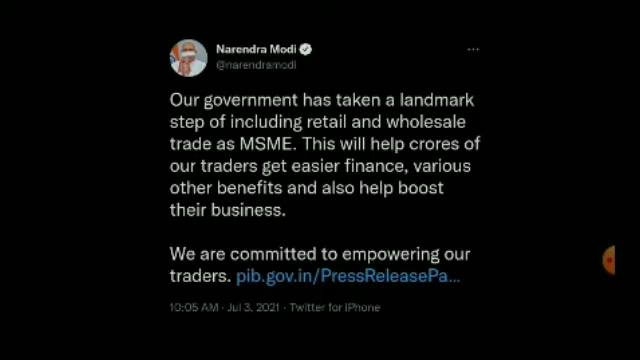 Narendra Modi
@narendramodi
Our government has taken a landmark
step of including retail and wholesale
trade as MSME. This will help crores of
our traders get easier finance, various
other benefits and also help boost
their business.
We are committed to empowering our
traders. pib.gov.in/PressReleasePa...
10:05 AM · Jul 3, 2021 · Twitter for iPhone